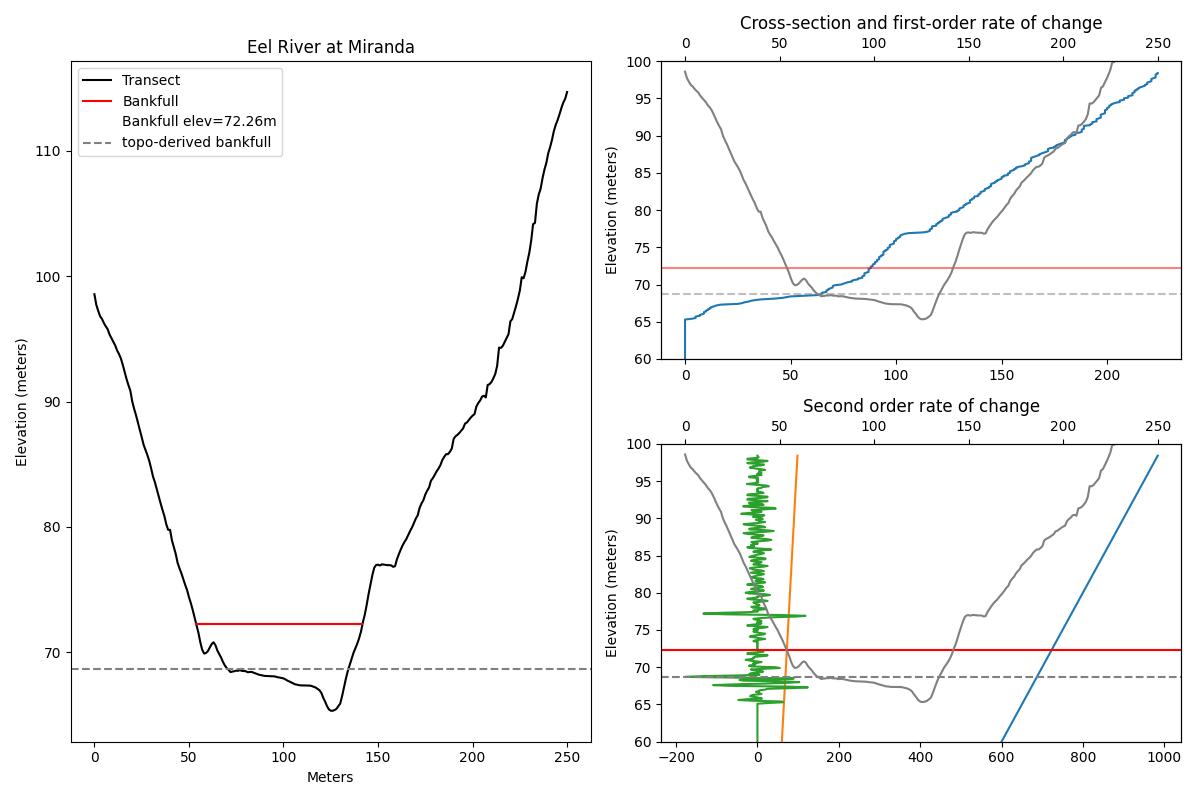 Eel River at Miranda
Transect
Bankfull
Bankfull elev=72.26m
topo-derived bankfull
110
100
90
80
70
Elevation (meters)
0 50 100 150 200 250
Meters
Cross-section and first-order rate of change
0 50 100 150 200 250
100
95
90
85
80
75
70
65
60
Elevation (meters)
0 50 100 150 200
Second order rate of change
0 50 100 150 200 250
100
95
90
85
80
75
70
65
60
Elevation (meters)
−200 0 200 400 600 800 1000